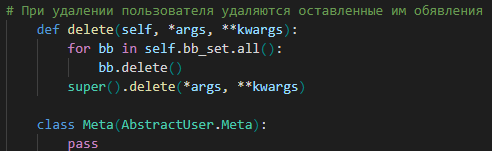 # При удалении пользователя удаляются оставленные им обявления
    def delete(self, *args, **kwargs):
        for bb in self.bb_set.all():
            bb.delete()
        super().delete(*args, **kwargs)

    class Meta(AbstractUser.Meta):
        pass